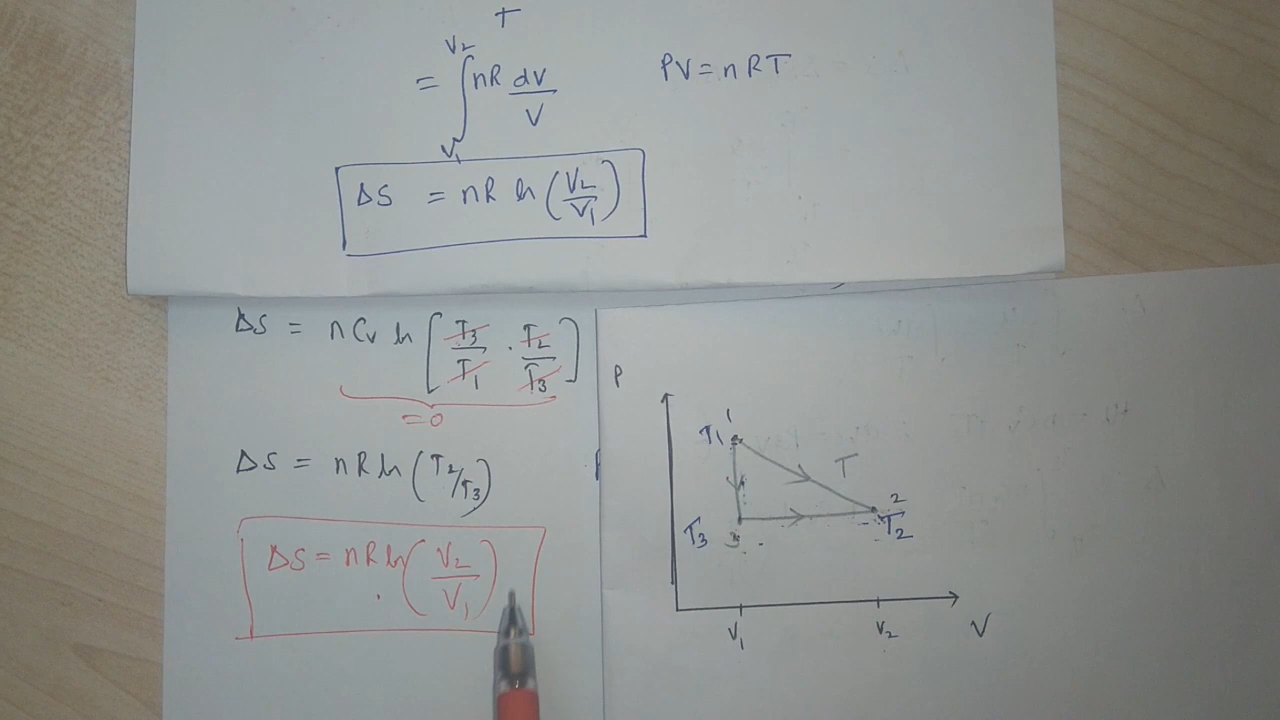 T
= ∫_{V₁}^{V₂} nR dV/V PV = nRT
ΔS = nR ln (V₂/V₁)
ΔS = nCv ln [T₃/T₁ · T₂/T₃]
= 0
ΔS = nR ln (T₂/T₃)
ΔS = nR ln (V₂/V₁)
P
1
T₁
T
2
T₃ 3 T₂
V₁ V₂ V